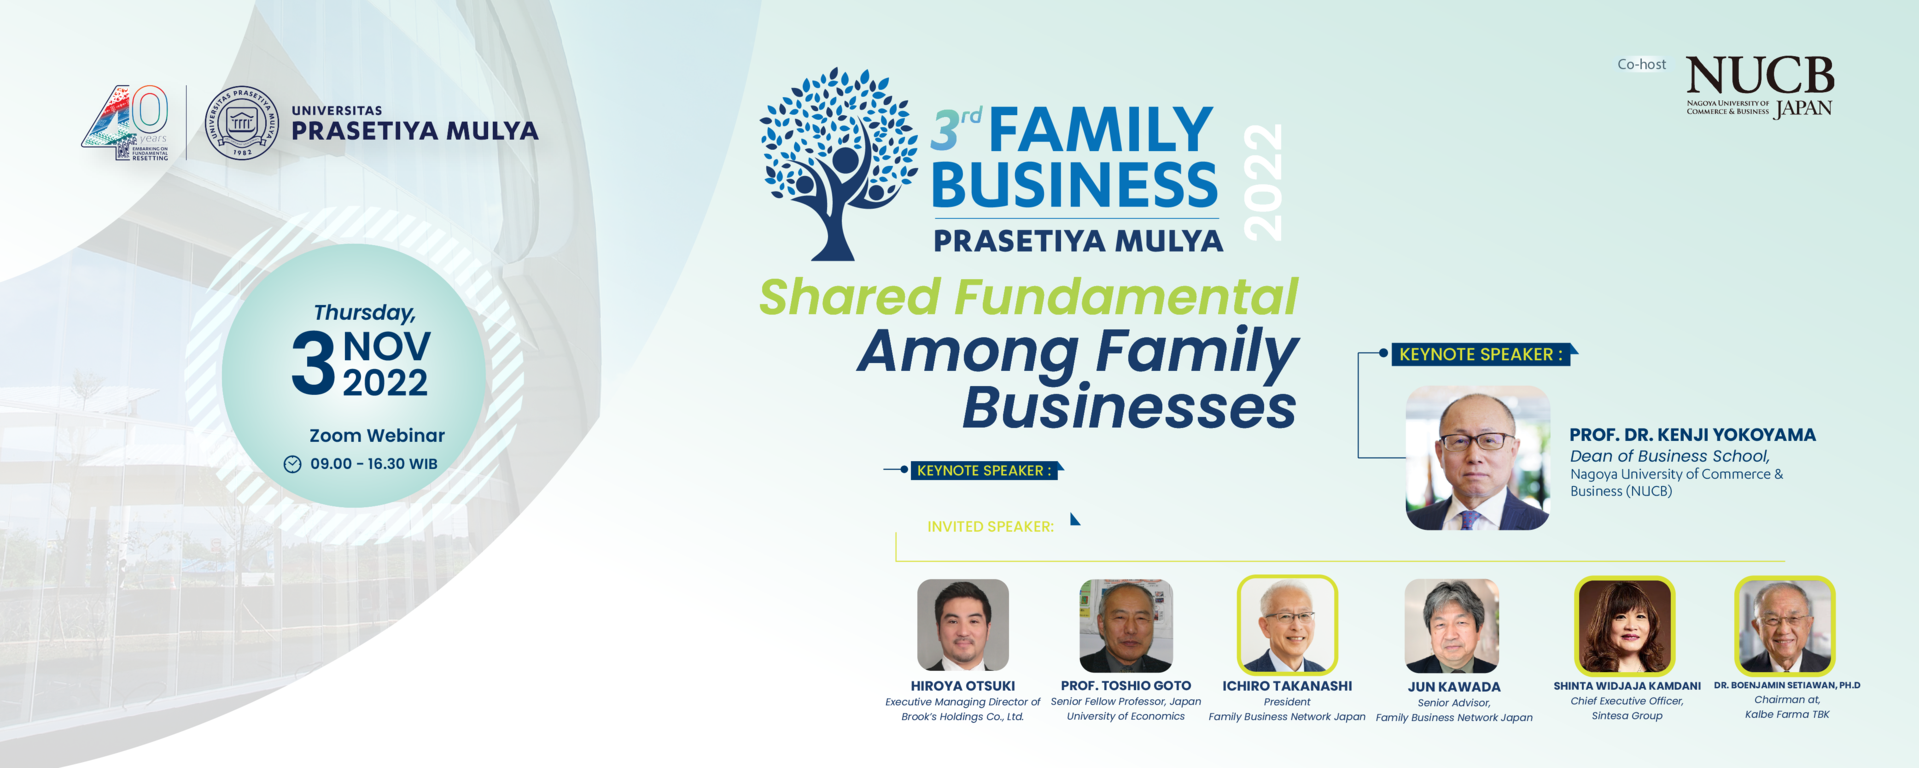 40
years
EMBARKING ON
FUNDAMENTAL
RESETTING
UNIVERSITAS PRASETIYA MULYA
1982
UNIVERSITAS
PRASETIYA MULYA
Thursday,
3 NOV
2022
Zoom Webinar
09.00 - 16.30 WIB
3rd FAMILY
BUSINESS
PRASETIYA MULYA
2022
Shared Fundamental
Among Family
Businesses
Co-host
NUCB
NAGOYA UNIVERSITY OF
COMMERCE & BUSINESS JAPAN
KEYNOTE SPEAKER :
PROF. DR. KENJI YOKOYAMA
Dean of Business School,
Nagoya University of Commerce &
Business (NUCB)
KEYNOTE SPEAKER :
INVITED SPEAKER:
HIROYA OTSUKI
Executive Managing Director of
Brook's Holdings Co., Ltd.
PROF. TOSHIO GOTO
Senior Fellow Professor, Japan
University of Economics
ICHIRO TAKANASHI
President
Family Business Network Japan
JUN KAWADA
Senior Advisor,
Family Business Network Japan
SHINTA WIDJAJA KAMDANI
Chief Executive Officer,
Sintesa Group
DR. BOENJAMIN SETIAWAN, PH.D
Chairman at,
Kalbe Farma TBK